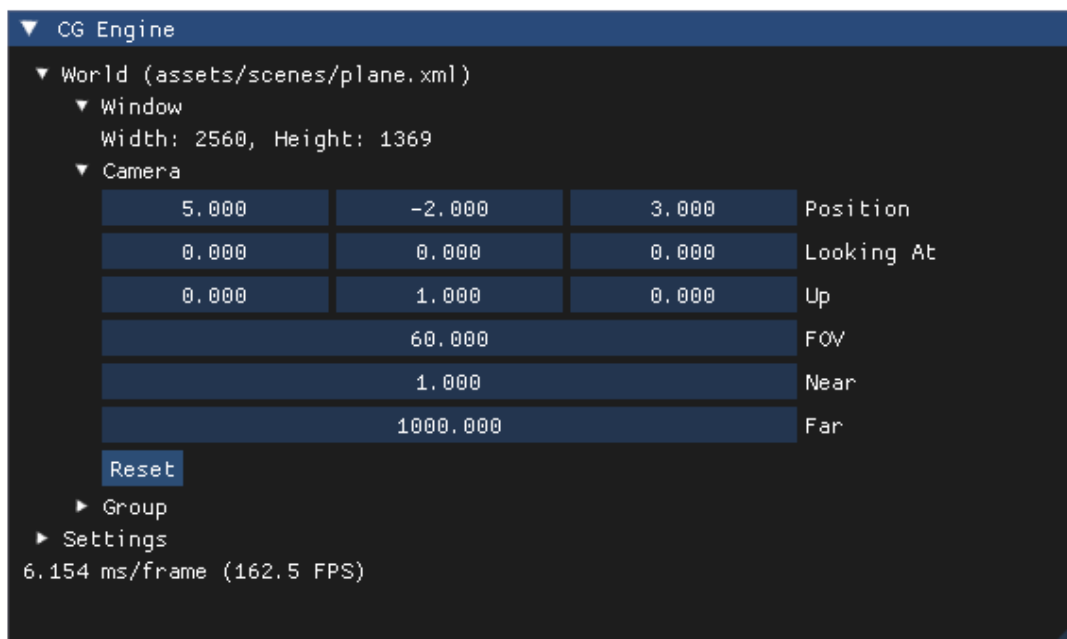 CG Engine
World (assets/scenes/plane.xml)
Window
Width: 2560, Height: 1369
Camera
5.000 -2.000 3.000 Position
0.000 0.000 0.000 Looking At
0.000 1.000 0.000 Up
60.000 FOV
1.000 Near
1000.000 Far
Reset
Group
Settings
6.154 ms/frame (162.5 FPS)